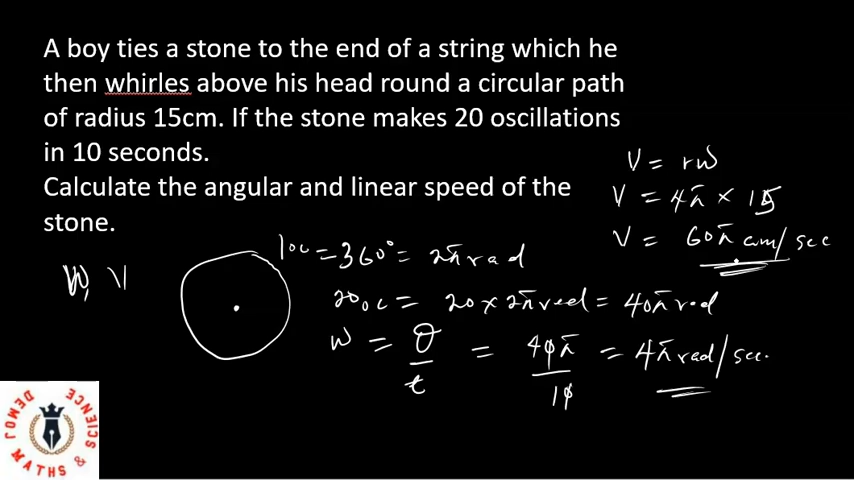 A boy ties a stone to the end of a string which he
then whirles above his head round a circular path
of radius 15cm. If the stone makes 20 oscillations
in 10 seconds.
Calculate the angular and linear speed of the
stone.
V = rω
V = 4π × 15
V = 60π cm/sec
ω, V
1oc = 360° = 2π rad
20oc = 20 × 2π rad = 40π rad
ω = θ/t = 40π/10 = 4π rad/sec.
DEMOJ MATHS & SCIENCE